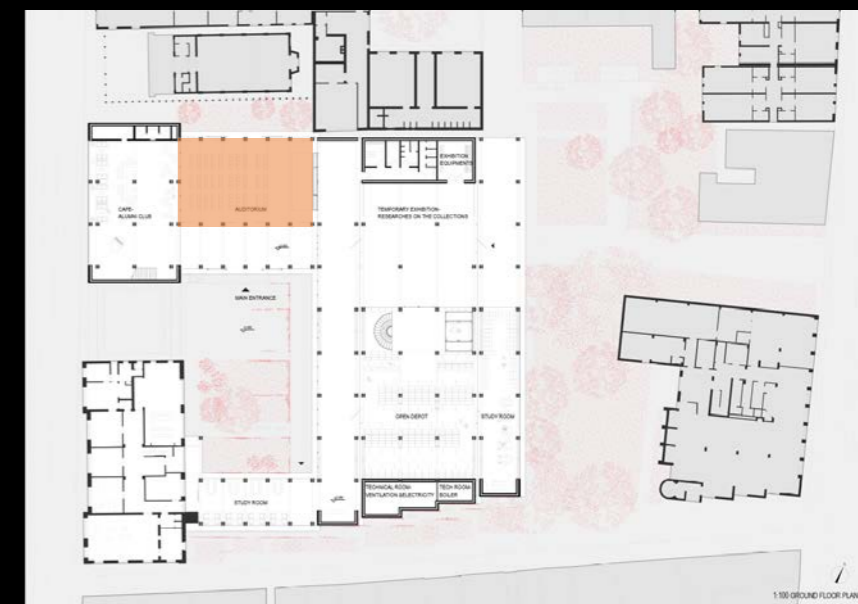 EXHIBITION
EQUIPMENTS
CAFE-
ALUMNI CLUB
AUDITORIUM
TEMPORARY EXHIBITION-
RESEARCHES ON THE COLLECTIONS
MAIN ENTRANCE
OPEN DEPOT
STUDY ROOM
TECHNICAL ROOM-
VENTILATION &ELECTRICITY
TECH ROOM-
BOILER
STUDY ROOM
1:100 GROUND FLOOR PLAN